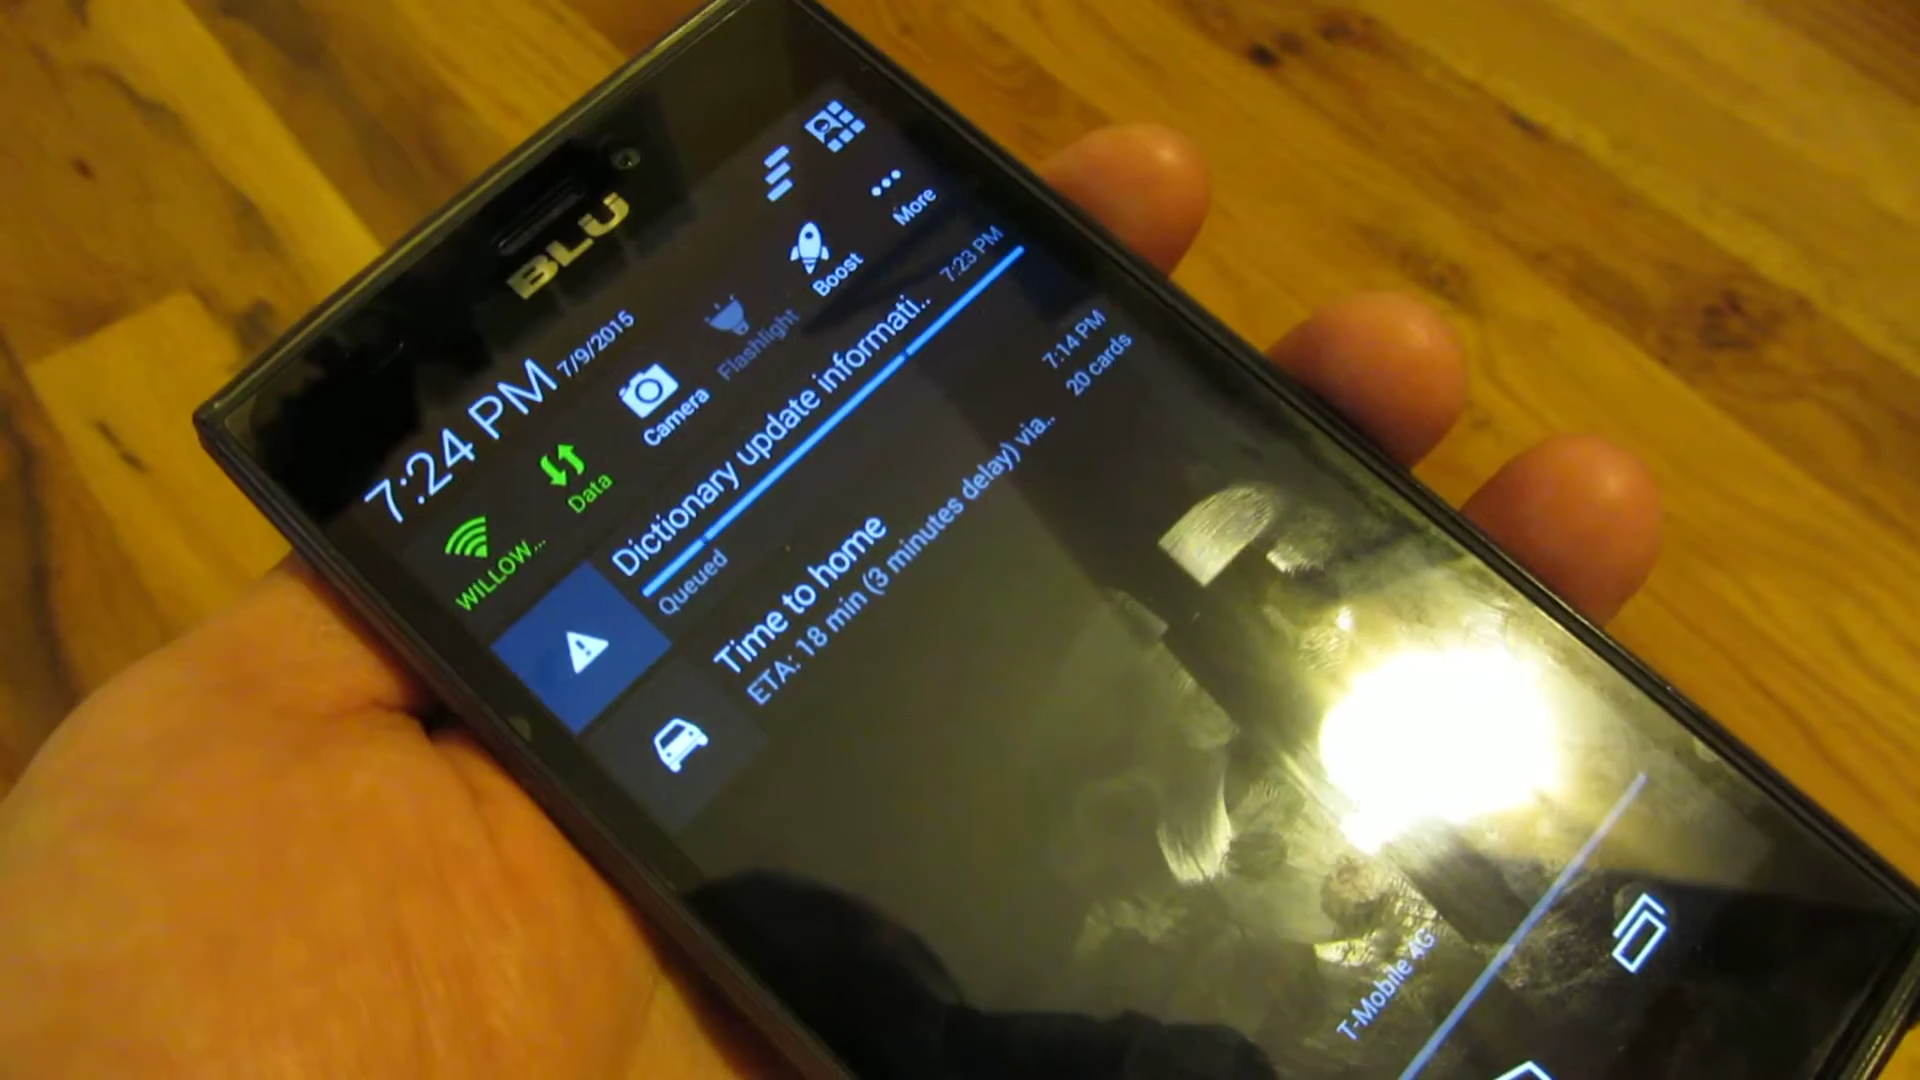 BLU
7:24 PM 7/9/2015
WILLOW...
Data
Camera
Flashlight
Boost
More
Dictionary update informati.. 7:23 PM
Queued
Time to home 7:14 PM
ETA: 18 min (3 minutes delay) via.. 20 cards
T-Mobile 4G